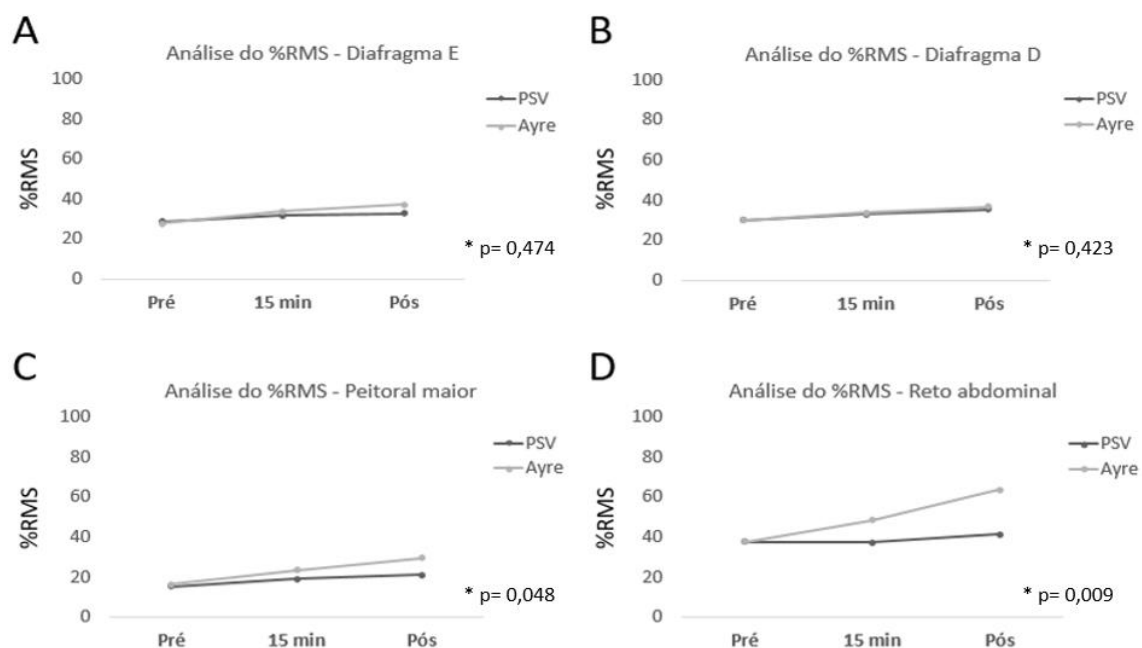 A
Análise do %RMS - Diafragma E
100
80
60
40
20
0
%RMS
PSV
Ayre
* p= 0,474
Pré 15 min Pós
B
Análise do %RMS - Diafragma D
100
80
60
40
20
0
%RMS
PSV
Ayre
* p= 0,423
Pré 15 min Pós
C
Análise do %RMS - Peitoral maior
100
80
60
40
20
0
%RMS
PSV
Ayre
* p= 0,048
Pré 15 min Pós
D
Análise do %RMS - Reto abdominal
100
80
60
40
20
0
%RMS
PSV
Ayre
* p= 0,009
Pré 15 min Pós